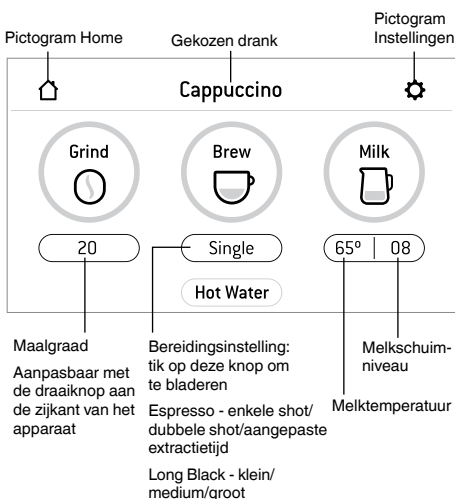 Pictogram Home
Gekozen drank
Pictogram
Instellingen
Cappuccino
Grind
Brew
Milk
20
Single
65º | 08
Hot Water
Maalgraad
Aanpasbaar met
de draaiknop aan
de zijkant van het
apparaat
Bereidingsinstelling:
tik op deze knop om
te bladeren
Espresso - enkele shot/
dubbele shot/aangepaste
extractietijd
Long Black - klein/
medium/groot
Melkschuim-
niveau
Melktemperatuur